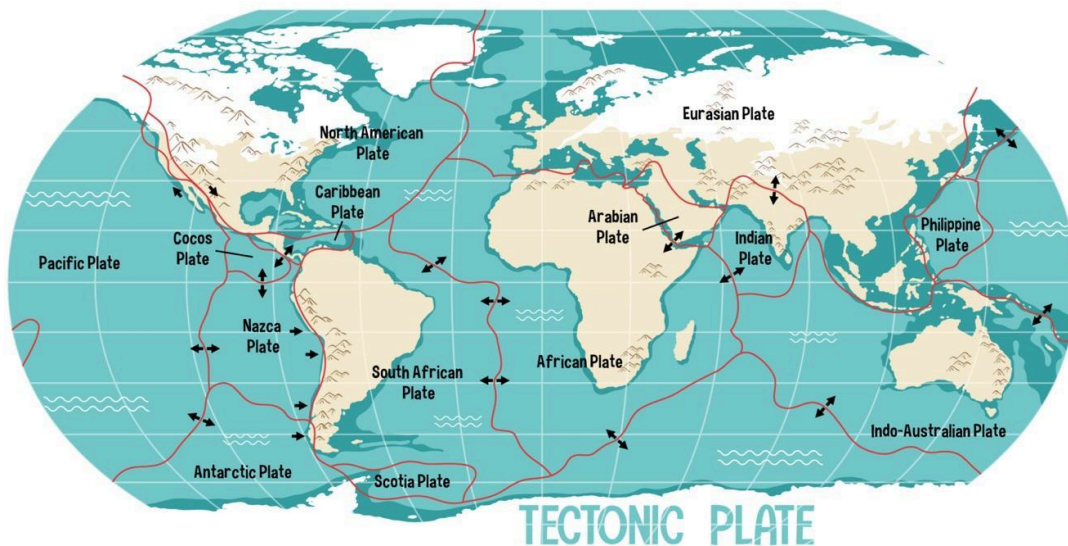 Eurasian Plate
North American
Plate
Caribbean
Plate
Arabian
Plate
Philippine
Plate
Cocos
Plate
Indian
Plate
Pacific Plate
Nazca
Plate
African Plate
South African
Plate
Indo-Australian Plate
Antarctic Plate
Scotia Plate
TECTONIC PLATE